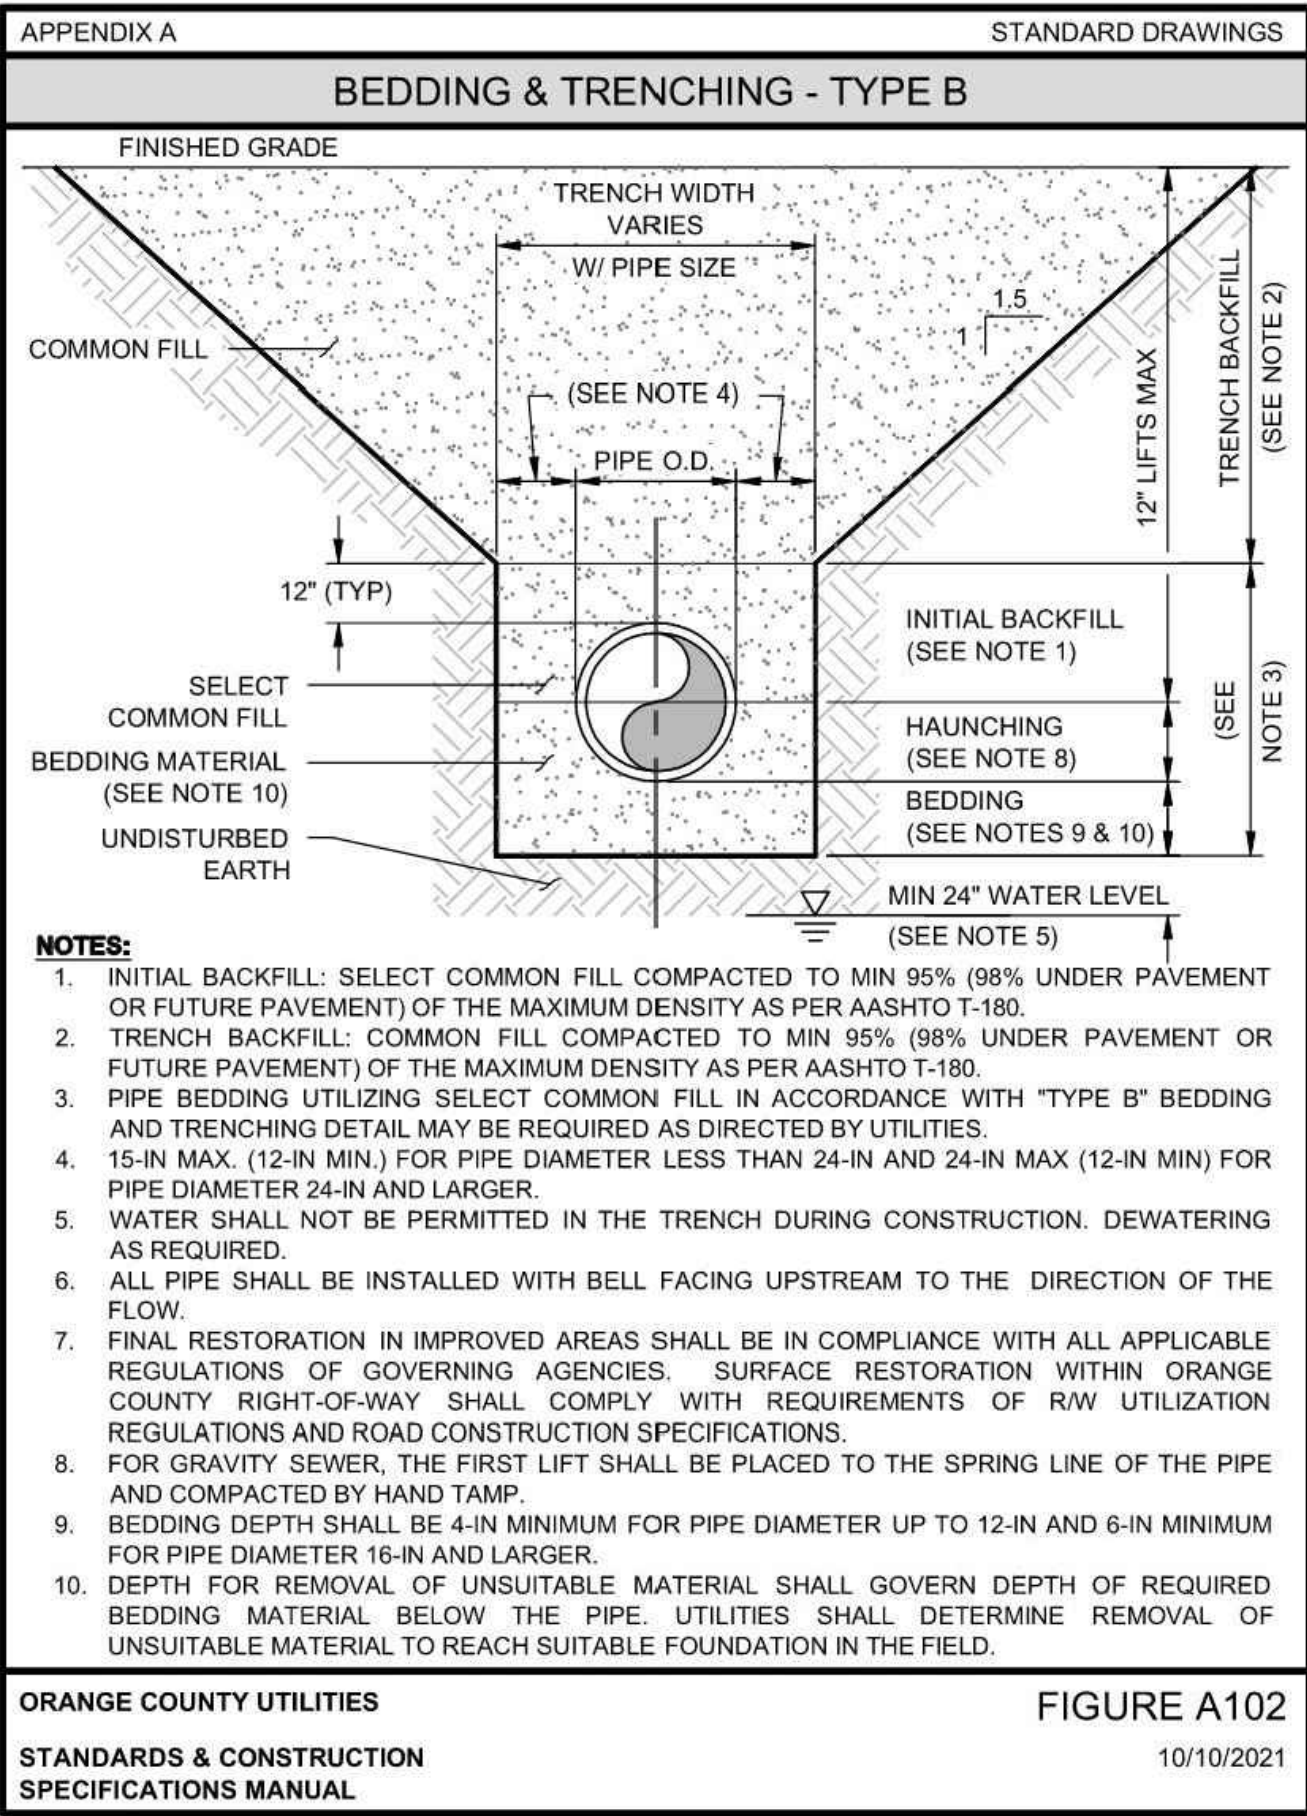 APPENDIX A
STANDARD DRAWINGS
BEDDING & TRENCHING - TYPE B
FINISHED GRADE
TRENCH WIDTH
VARIES
W/ PIPE SIZE
1.5
1
COMMON FILL
(SEE NOTE 4)
PIPE O.D.
12" LIFTS MAX
TRENCH BACKFILL
(SEE NOTE 2)
12" (TYP)
INITIAL BACKFILL
(SEE NOTE 1)
SELECT
COMMON FILL
HAUNCHING
(SEE NOTE 8)
(SEE
NOTE 3)
BEDDING MATERIAL
(SEE NOTE 10)
BEDDING
(SEE NOTES 9 & 10)
UNDISTURBED
EARTH
MIN 24" WATER LEVEL
(SEE NOTE 5)
NOTES:
1. INITIAL BACKFILL: SELECT COMMON FILL COMPACTED TO MIN 95% (98% UNDER PAVEMENT
OR FUTURE PAVEMENT) OF THE MAXIMUM DENSITY AS PER AASHTO T-180.
2. TRENCH BACKFILL: COMMON FILL COMPACTED TO MIN 95% (98% UNDER PAVEMENT OR
FUTURE PAVEMENT) OF THE MAXIMUM DENSITY AS PER AASHTO T-180.
3. PIPE BEDDING UTILIZING SELECT COMMON FILL IN ACCORDANCE WITH "TYPE B" BEDDING
AND TRENCHING DETAIL MAY BE REQUIRED AS DIRECTED BY UTILITIES.
4. 15-IN MAX. (12-IN MIN.) FOR PIPE DIAMETER LESS THAN 24-IN AND 24-IN MAX (12-IN MIN) FOR
PIPE DIAMETER 24-IN AND LARGER.
5. WATER SHALL NOT BE PERMITTED IN THE TRENCH DURING CONSTRUCTION. DEWATERING
AS REQUIRED.
6. ALL PIPE SHALL BE INSTALLED WITH BELL FACING UPSTREAM TO THE DIRECTION OF THE
FLOW.
7. FINAL RESTORATION IN IMPROVED AREAS SHALL BE IN COMPLIANCE WITH ALL APPLICABLE
REGULATIONS OF GOVERNING AGENCIES. SURFACE RESTORATION WITHIN ORANGE
COUNTY RIGHT-OF-WAY SHALL COMPLY WITH REQUIREMENTS OF R/W UTILIZATION
REGULATIONS AND ROAD CONSTRUCTION SPECIFICATIONS.
8. FOR GRAVITY SEWER, THE FIRST LIFT SHALL BE PLACED TO THE SPRING LINE OF THE PIPE
AND COMPACTED BY HAND TAMP.
9. BEDDING DEPTH SHALL BE 4-IN MINIMUM FOR PIPE DIAMETER UP TO 12-IN AND 6-IN MINIMUM
FOR PIPE DIAMETER 16-IN AND LARGER.
10. DEPTH FOR REMOVAL OF UNSUITABLE MATERIAL SHALL GOVERN DEPTH OF REQUIRED
BEDDING MATERIAL BELOW THE PIPE. UTILITIES SHALL DETERMINE REMOVAL OF
UNSUITABLE MATERIAL TO REACH SUITABLE FOUNDATION IN THE FIELD.
ORANGE COUNTY UTILITIES
FIGURE A102
STANDARDS & CONSTRUCTION
SPECIFICATIONS MANUAL
10/10/2021